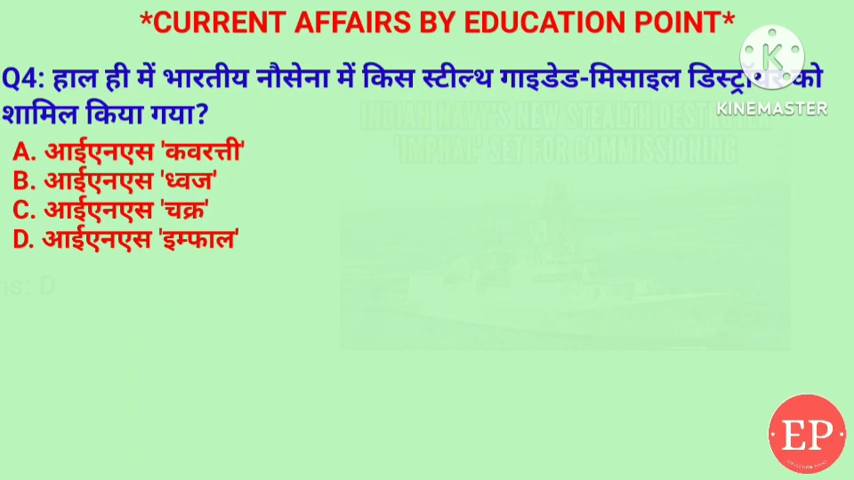 *CURRENT AFFAIRS BY EDUCATION POINT*
Q4: हाल ही में भारतीय नौसेना में किस स्टील्थ गाइडेड-मिसाइल को
शामिल किया गया?
A. आईएनएस 'कवरत्ती'
B. आईएनएस 'ध्वज'
C. आईएनएस 'चक्र'
D. आईएनएस 'इम्फाल'
INDIAN NAVY'S NEW STEALTH DESTROYER
'IMPHAL' SET FOR COMMISSIONING
ns: D
K
KINEMASTER
EP